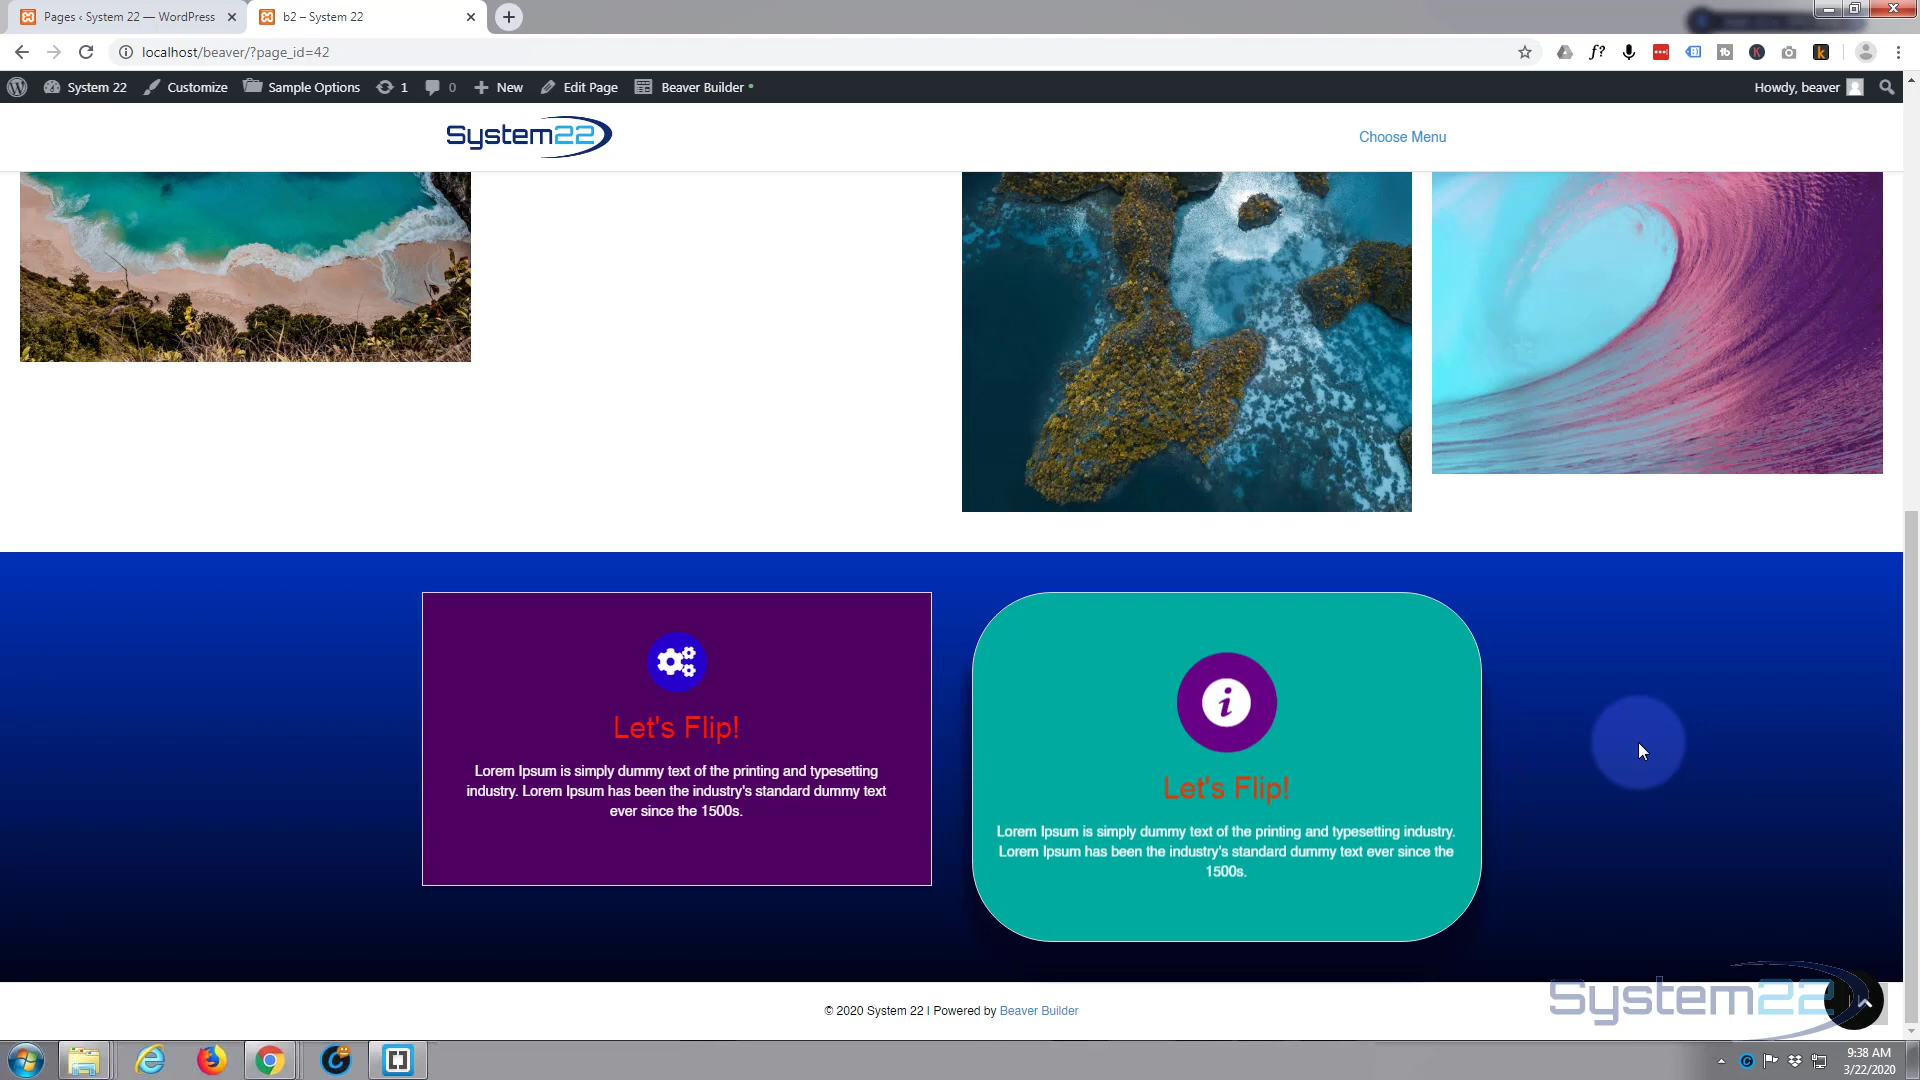 Pages ‹ System 22 — WordPress
b2 – System 22
localhost/beaver/?page_id=42
f?
tb
K
k
System 22
Customize
Sample Options
1
0
New
Edit Page
Beaver Builder
Howdy, beaver
System22
Choose Menu
Let's Flip!
Lorem Ipsum is simply dummy text of the printing and typesetting
industry. Lorem Ipsum has been the industry's standard dummy text
ever since the 1500s.
i
Let's Flip!
Lorem Ipsum is simply dummy text of the printing and typesetting industry.
Lorem Ipsum has been the industry's standard dummy text ever since the
1500s.
© 2020 System 22 | Powered by Beaver Builder
System22
9:38 AM
3/22/2020